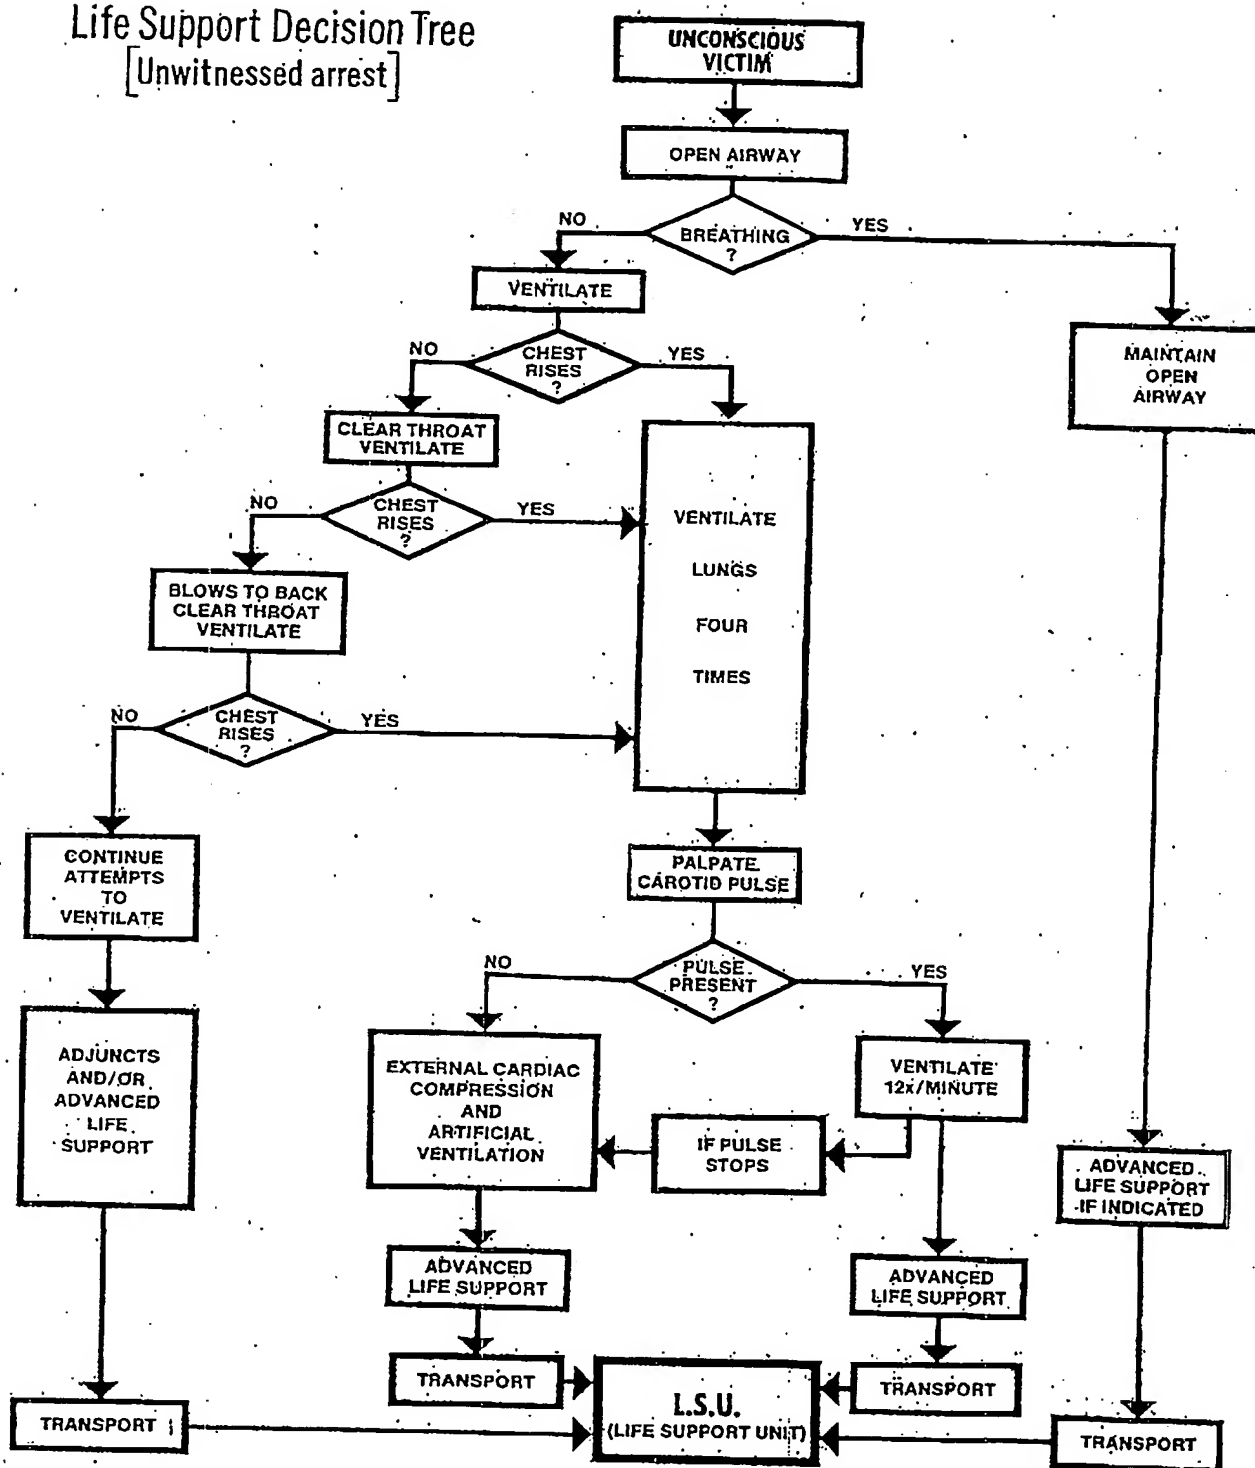 Life Support Decision Tree
[Unwitnessed arrest]
UNCONSCIOUS
VICTIM
OPEN AIRWAY
BREATHING
?
NO
YES
VENTILATE
CHEST
RISES
?
NO
YES
MAINTAIN
OPEN
AIRWAY
CLEAR THROAT
VENTILATE
CHEST
RISES
?
NO
YES
VENTILATE
LUNGS
FOUR
TIMES
BLOWS TO BACK
CLEAR THROAT
VENTILATE
CHEST
RISES
?
NO
YES
CONTINUE
ATTEMPTS
TO
VENTILATE
PALPATE
CAROTID PULSE
PULSE
PRESENT
?
NO
YES
ADJUNCTS
AND/OR
ADVANCED
LIFE
SUPPORT
EXTERNAL CARDIAC
COMPRESSION
AND
ARTIFICIAL
VENTILATION
IF PULSE
STOPS
VENTILATE
12x/MINUTE
ADVANCED
LIFE SUPPORT
IF INDICATED
ADVANCED
LIFE SUPPORT
ADVANCED
LIFE SUPPORT
TRANSPORT
TRANSPORT
L.S.U.
(LIFE SUPPORT UNIT)
TRANSPORT
TRANSPORT